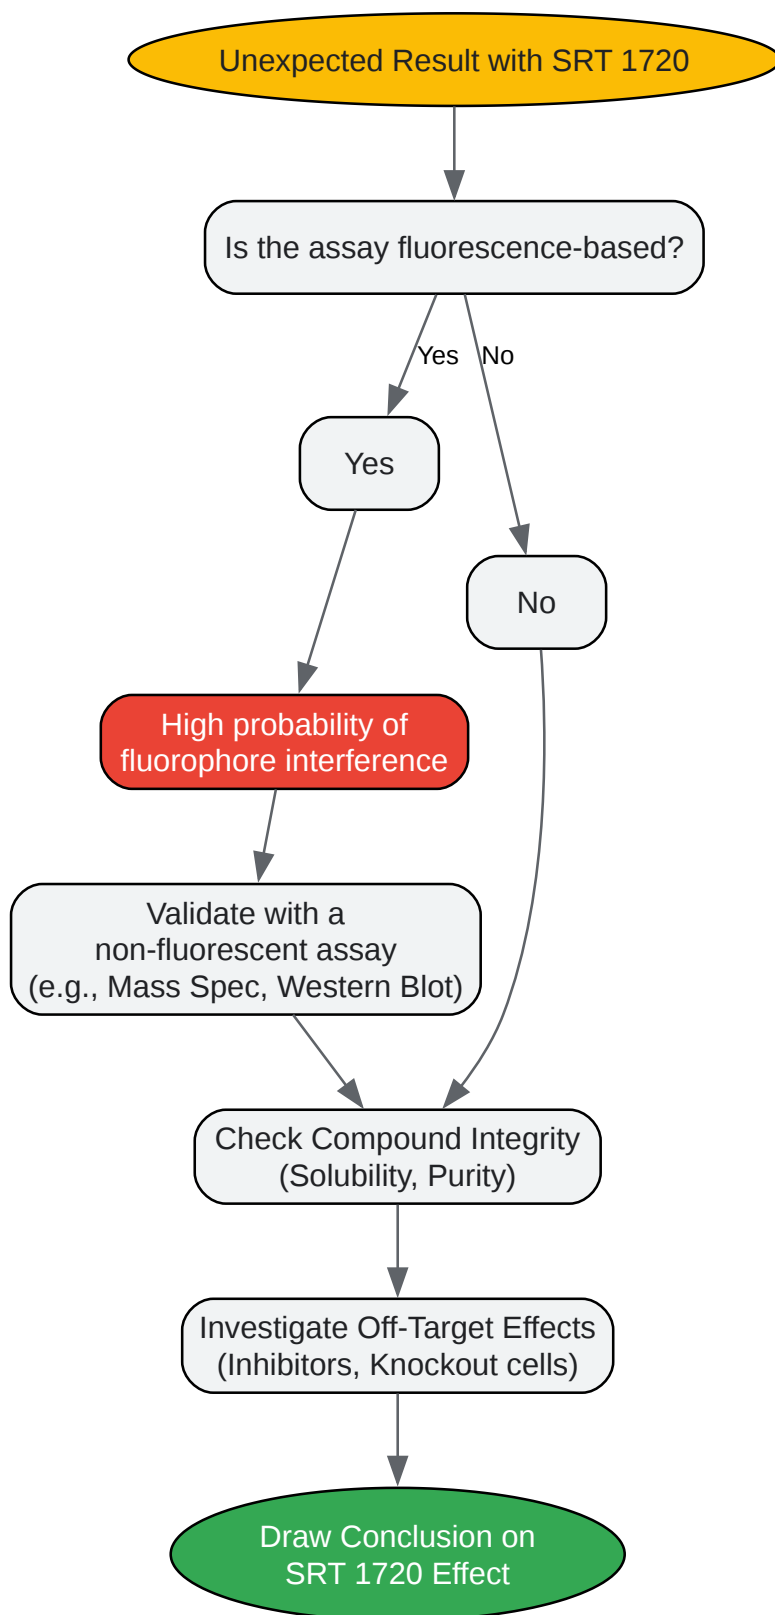 Unexpected Result with SRT 1720
Is the assay fluorescence-based?
Yes
No
Yes
No
High probability of
fluorophore interference
Validate with a
non-fluorescent assay
(e.g., Mass Spec, Western Blot)
Check Compound Integrity
(Solubility, Purity)
Investigate Off-Target Effects
(Inhibitors, Knockout cells)
Draw Conclusion on
SRT 1720 Effect